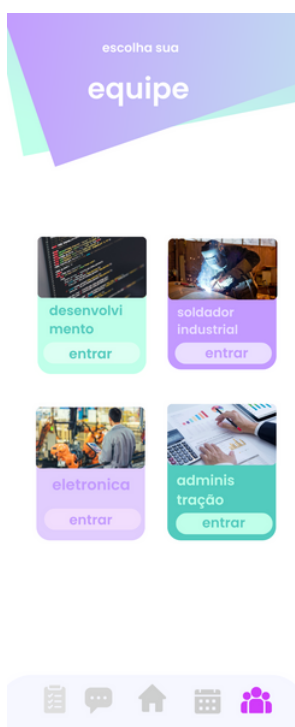 escolha sua
equipe
desenvolvi
mento
entrar
soldador
industrial
entrar
eletronica
entrar
adminis
tração
entrar